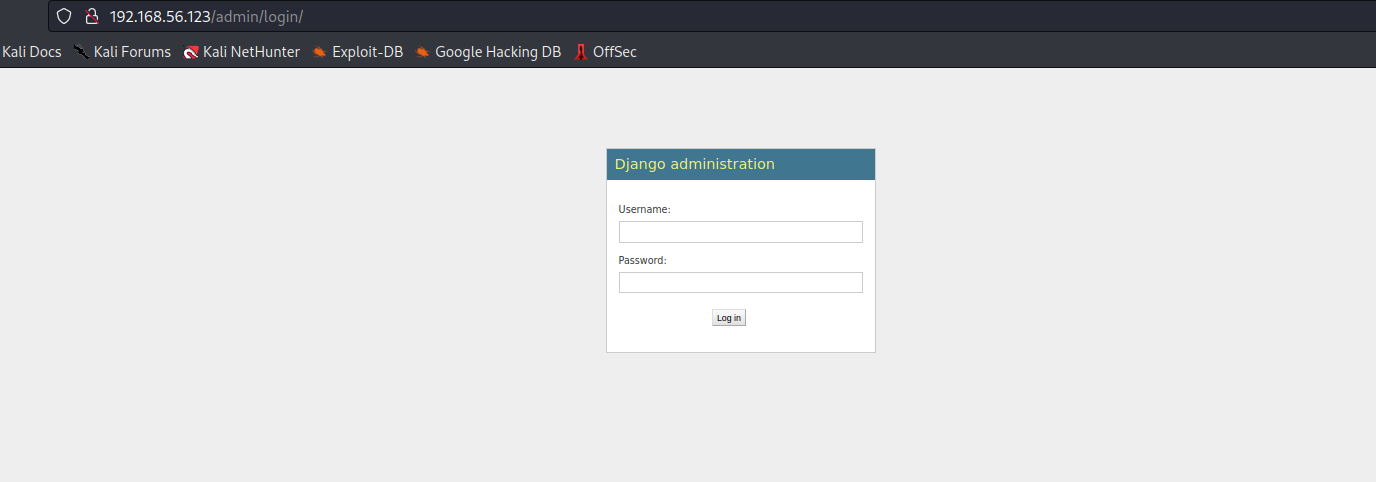 192.168.56.123/admin/login/
Kali Docs Kali Forums Kali NetHunter Exploit-DB Google Hacking DB OffSec
Django administration
Username:
Password:
Log in